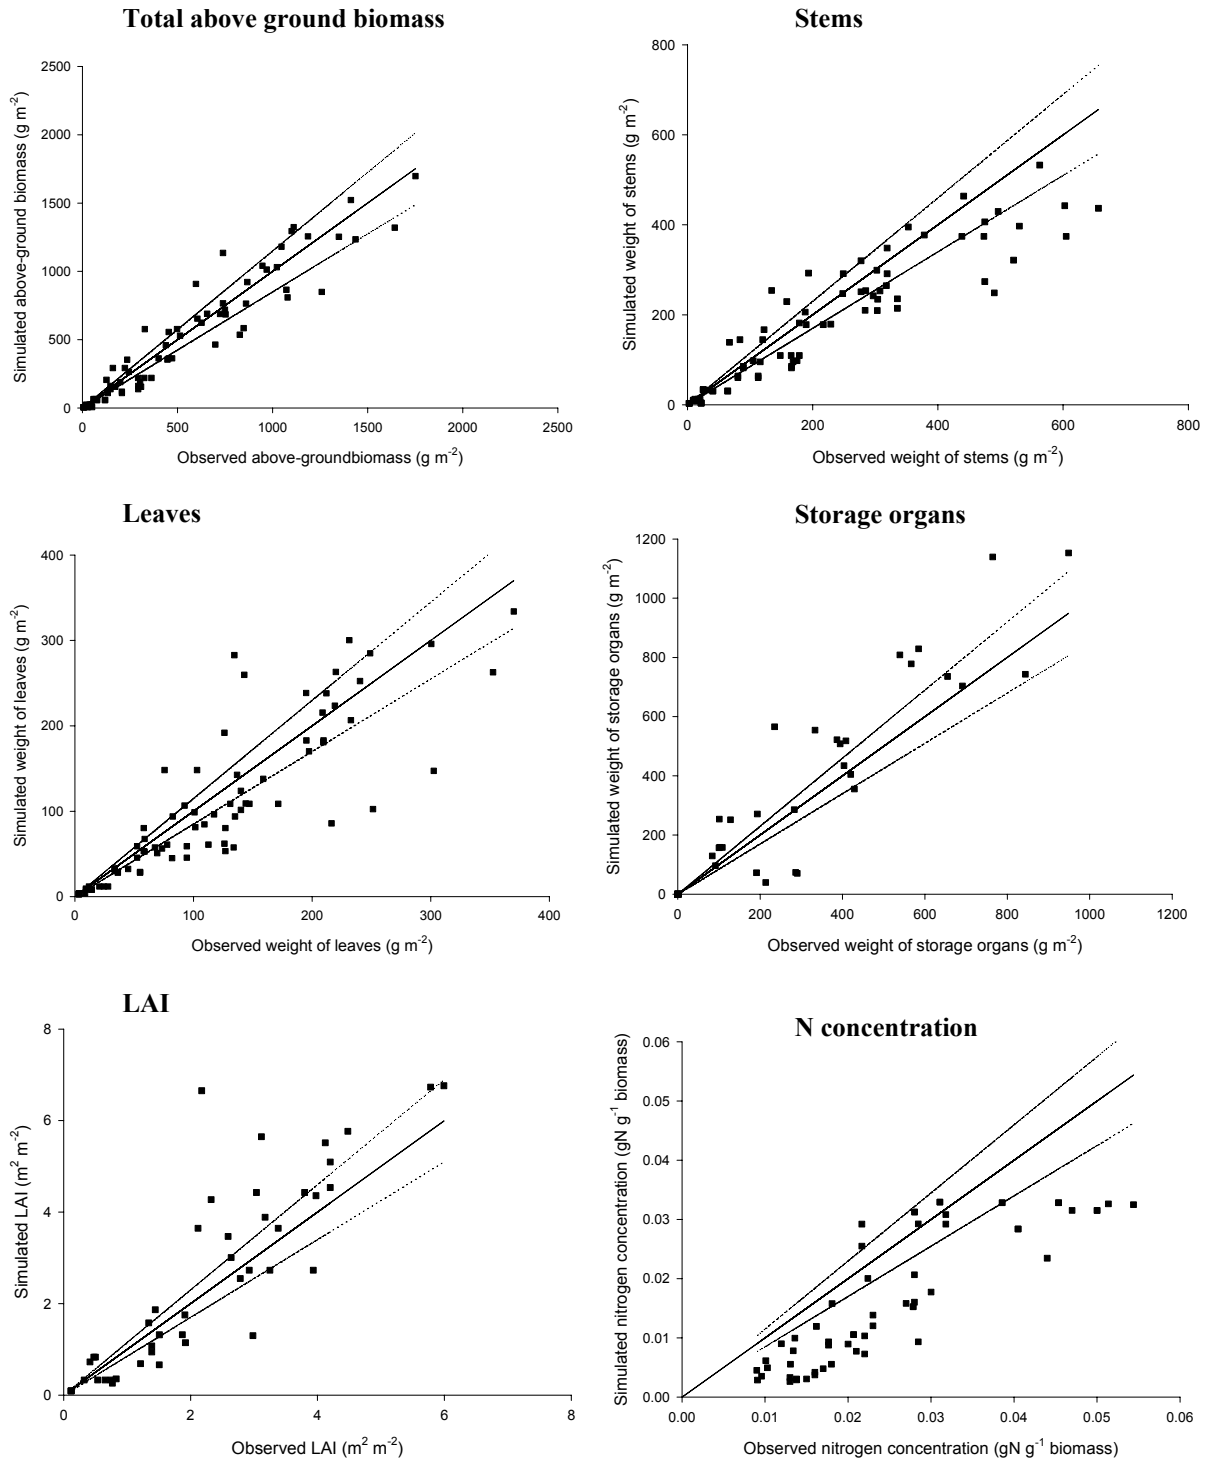 Total above ground biomass
Simulated above-ground biomass (g m-2)
2500
2000
1500
1000
500
0
0 500 1000 1500 2000 2500
Observed above-groundbiomass (g m-2)
Stems
Simulated weight of stems (g m-2)
800
600
400
200
0
0 200 400 600 800
Observed weight of stems (g m-2)
Leaves
Simulated weight of leaves (g m-2)
400
300
200
100
0
0 100 200 300 400
Observed weight of leaves (g m-2)
Storage organs
Simulated weight of storage organs (g m-2)
1200
1000
800
600
400
200
0
0 200 400 600 800 1000 1200
Observed weight of storage organs (g m-2)
LAI
Simulated LAI (m2 m-2)
8
6
4
2
0
0 2 4 6 8
Observed LAI (m2 m-2)
N concentration
Simulated nitrogen concentration (gN g-1 biomass)
0.06
0.05
0.04
0.03
0.02
0.01
0.00
0.00 0.01 0.02 0.03 0.04 0.05 0.06
Observed nitrogen concentration (gN g-1 biomass)